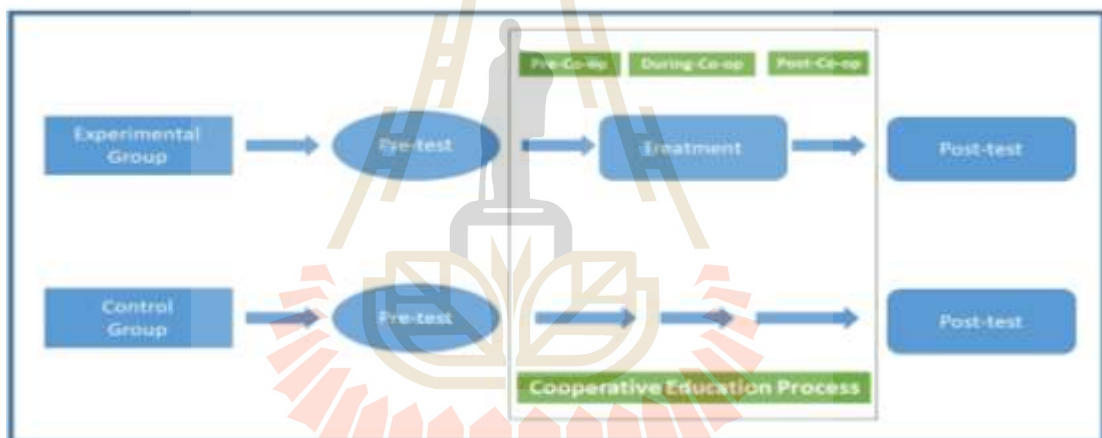 Pre-Co-op During-Co-op Post-Co-op
Experimental
Group
Pre-test
Treatment
Post-test
Control
Group
Pre-test
Post-test
Cooperative Education Process